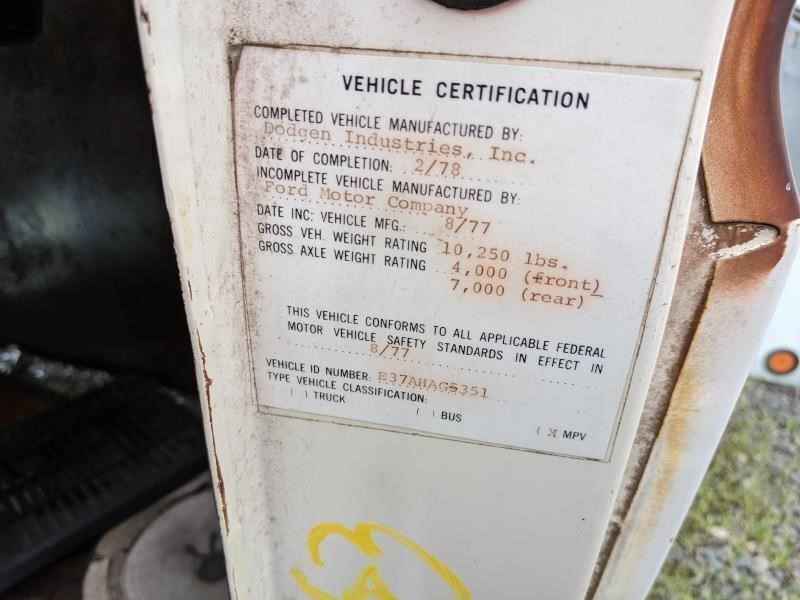 VEHICLE CERTIFICATION
COMPLETED VEHICLE MANUFACTURED BY:
Dodgen Industries, Inc.
DATE OF COMPLETION: 2/78
INCOMPLETE VEHICLE MANUFACTURED BY:
Ford Motor Company
DATE INC: VEHICLE MFG.: 8/77
GROSS VEH. WEIGHT RATING 10,250 lbs.
GROSS AXLE WEIGHT RATING 4,000 (front)
7,000 (rear)
THIS VEHICLE CONFORMS TO ALL APPLICABLE FEDERAL
MOTOR VEHICLE SAFETY STANDARDS IN EFFECT IN
8/77
VEHICLE ID NUMBER: E37AHAG5351
TYPE VEHICLE CLASSIFICATION:
( ) TRUCK ( ) BUS ( X MPV